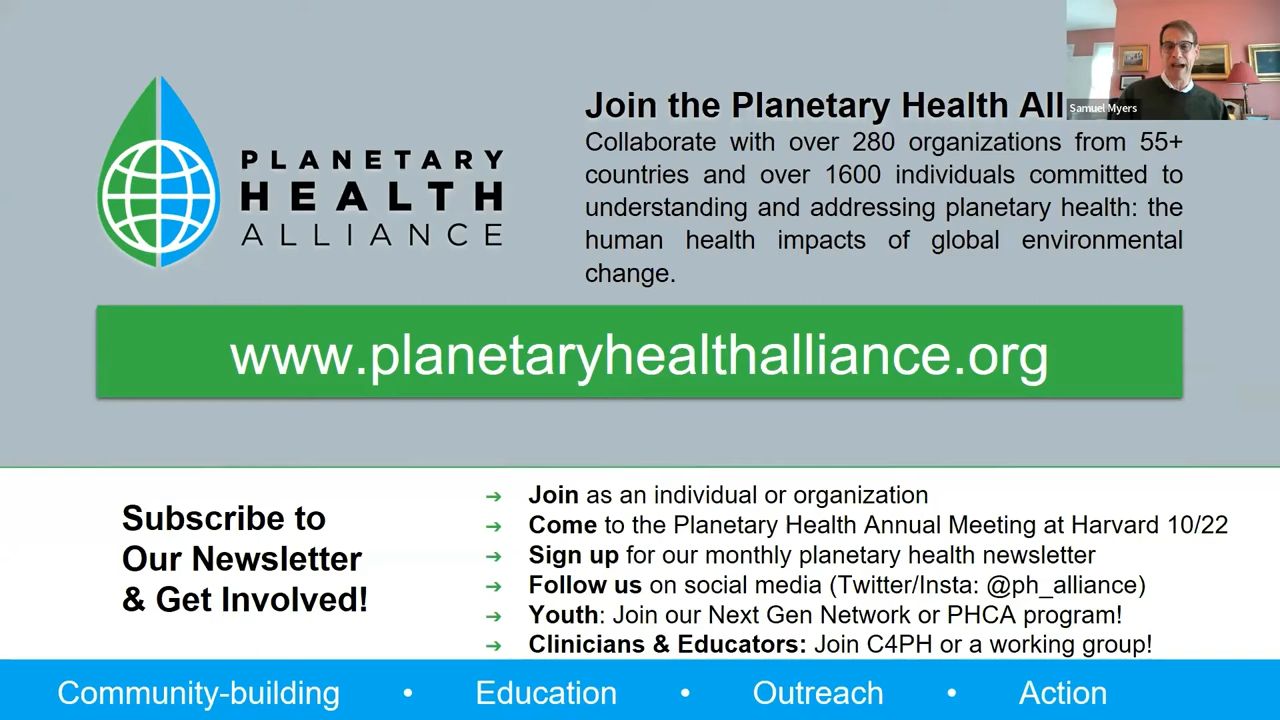 PLANETARY
HEALTH
ALLIANCE
Join the Planetary Health All
Samuel Myers
Collaborate with over 280 organizations from 55+
countries and over 1600 individuals committed to
understanding and addressing planetary health: the
human health impacts of global environmental
change.
www.planetaryhealthalliance.org
Subscribe to
Our Newsletter
& Get Involved!
➔ Join as an individual or organization
➔ Come to the Planetary Health Annual Meeting at Harvard 10/22
➔ Sign up for our monthly planetary health newsletter
➔ Follow us on social media (Twitter/Insta: @ph_alliance)
➔ Youth: Join our Next Gen Network or PHCA program!
➔ Clinicians & Educators: Join C4PH or a working group!
Community-building • Education • Outreach • Action